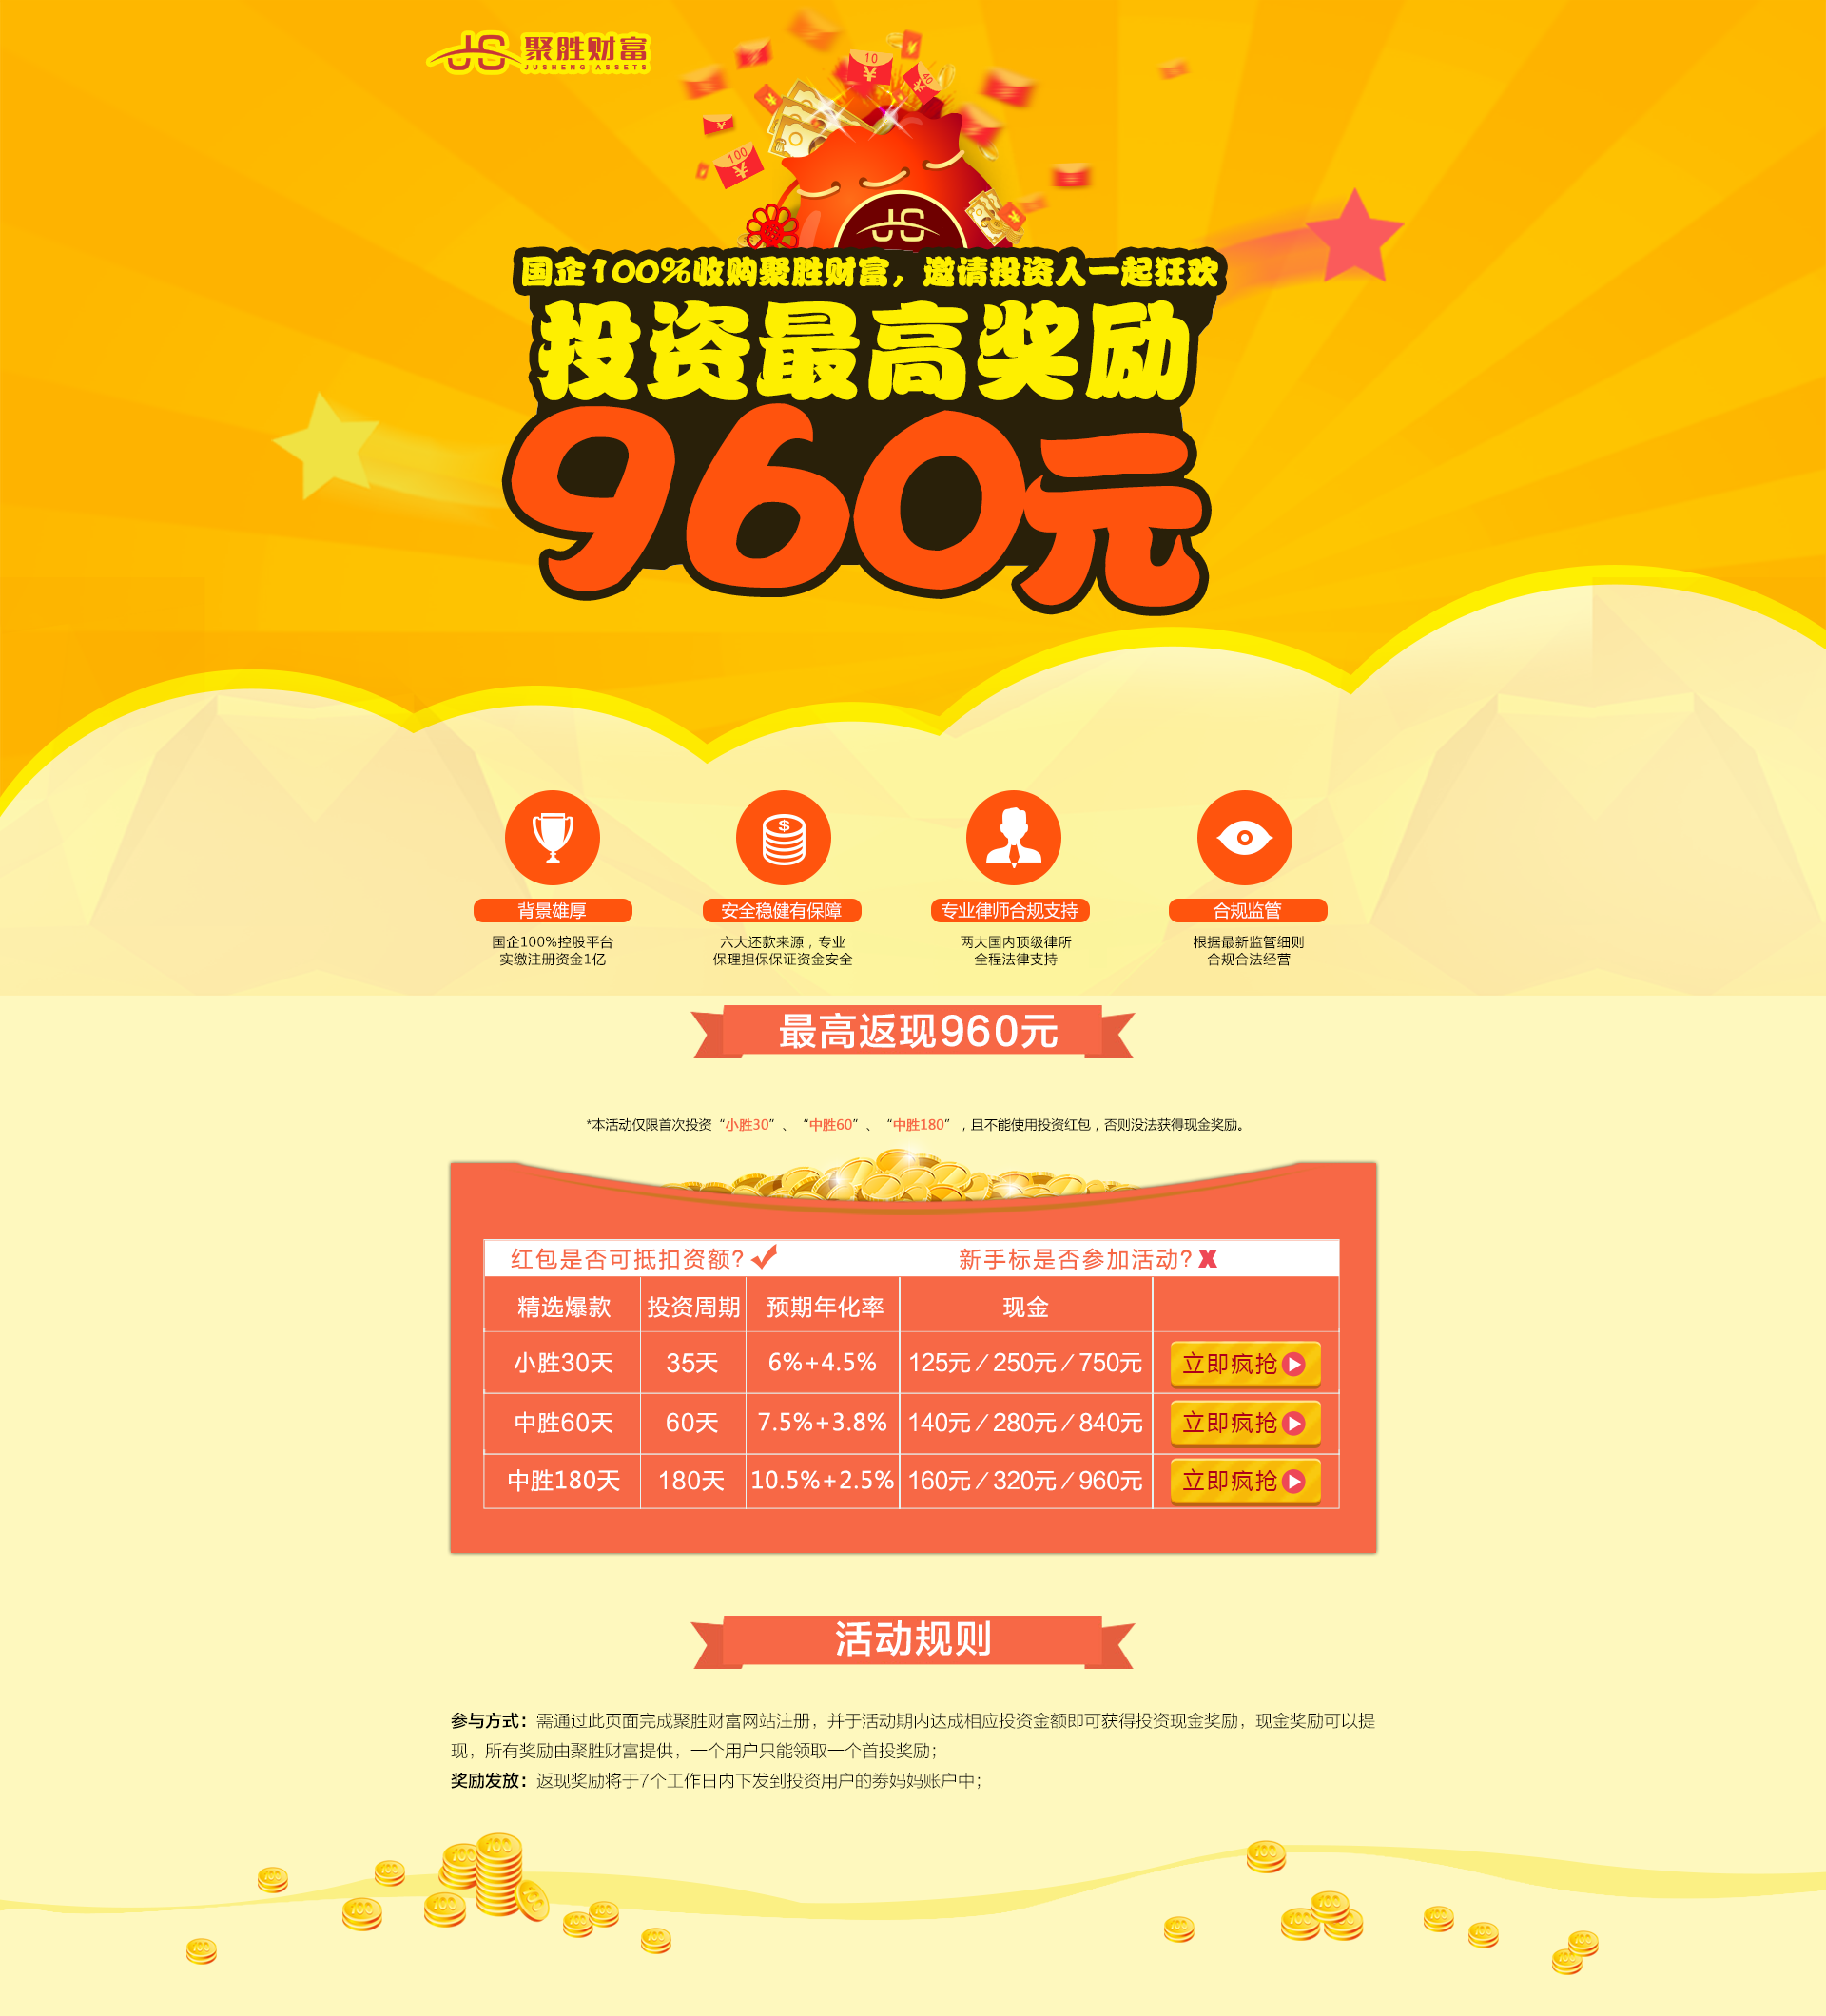 JS 聚胜财富
JUSHENG ASSETS
10
¥
40
¥
100
¥
JS
国企100%收购聚胜财富，邀请投资人一起狂欢
投资最高奖励
960元
$
背景雄厚
国企100%控股平台
实缴注册资金1亿
安全稳健有保障
六大还款来源，专业
保理担保保证资金安全
专业律师合规支持
两大国内顶级律所
全程法律支持
合规监管
根据最新监管细则
合规合法经营
最高返现960元
*本活动仅限首次投资“小胜30”、“中胜60”、“中胜180”，且不能使用投资红包，否则没法获得现金奖励。
红包是否可抵扣资额? 新手标是否参加活动?
精选爆款 投资周期 预期年化率 现金
小胜30天 35天 6%+4.5% 125元/250元/750元 立即疯抢
中胜60天 60天 7.5%+3.8% 140元/280元/840元 立即疯抢
中胜180天 180天 10.5%+2.5% 160元/320元/960元 立即疯抢
活动规则
参与方式：需通过此页面完成聚胜财富网站注册，并于活动期内达成相应投资金额即可获得投资现金奖励，现金奖励可以提
现，所有奖励由聚胜财富提供，一个用户只能领取一个首投奖励；
奖励发放：返现奖励将于7个工作日内下发到投资用户的券妈妈账户中；